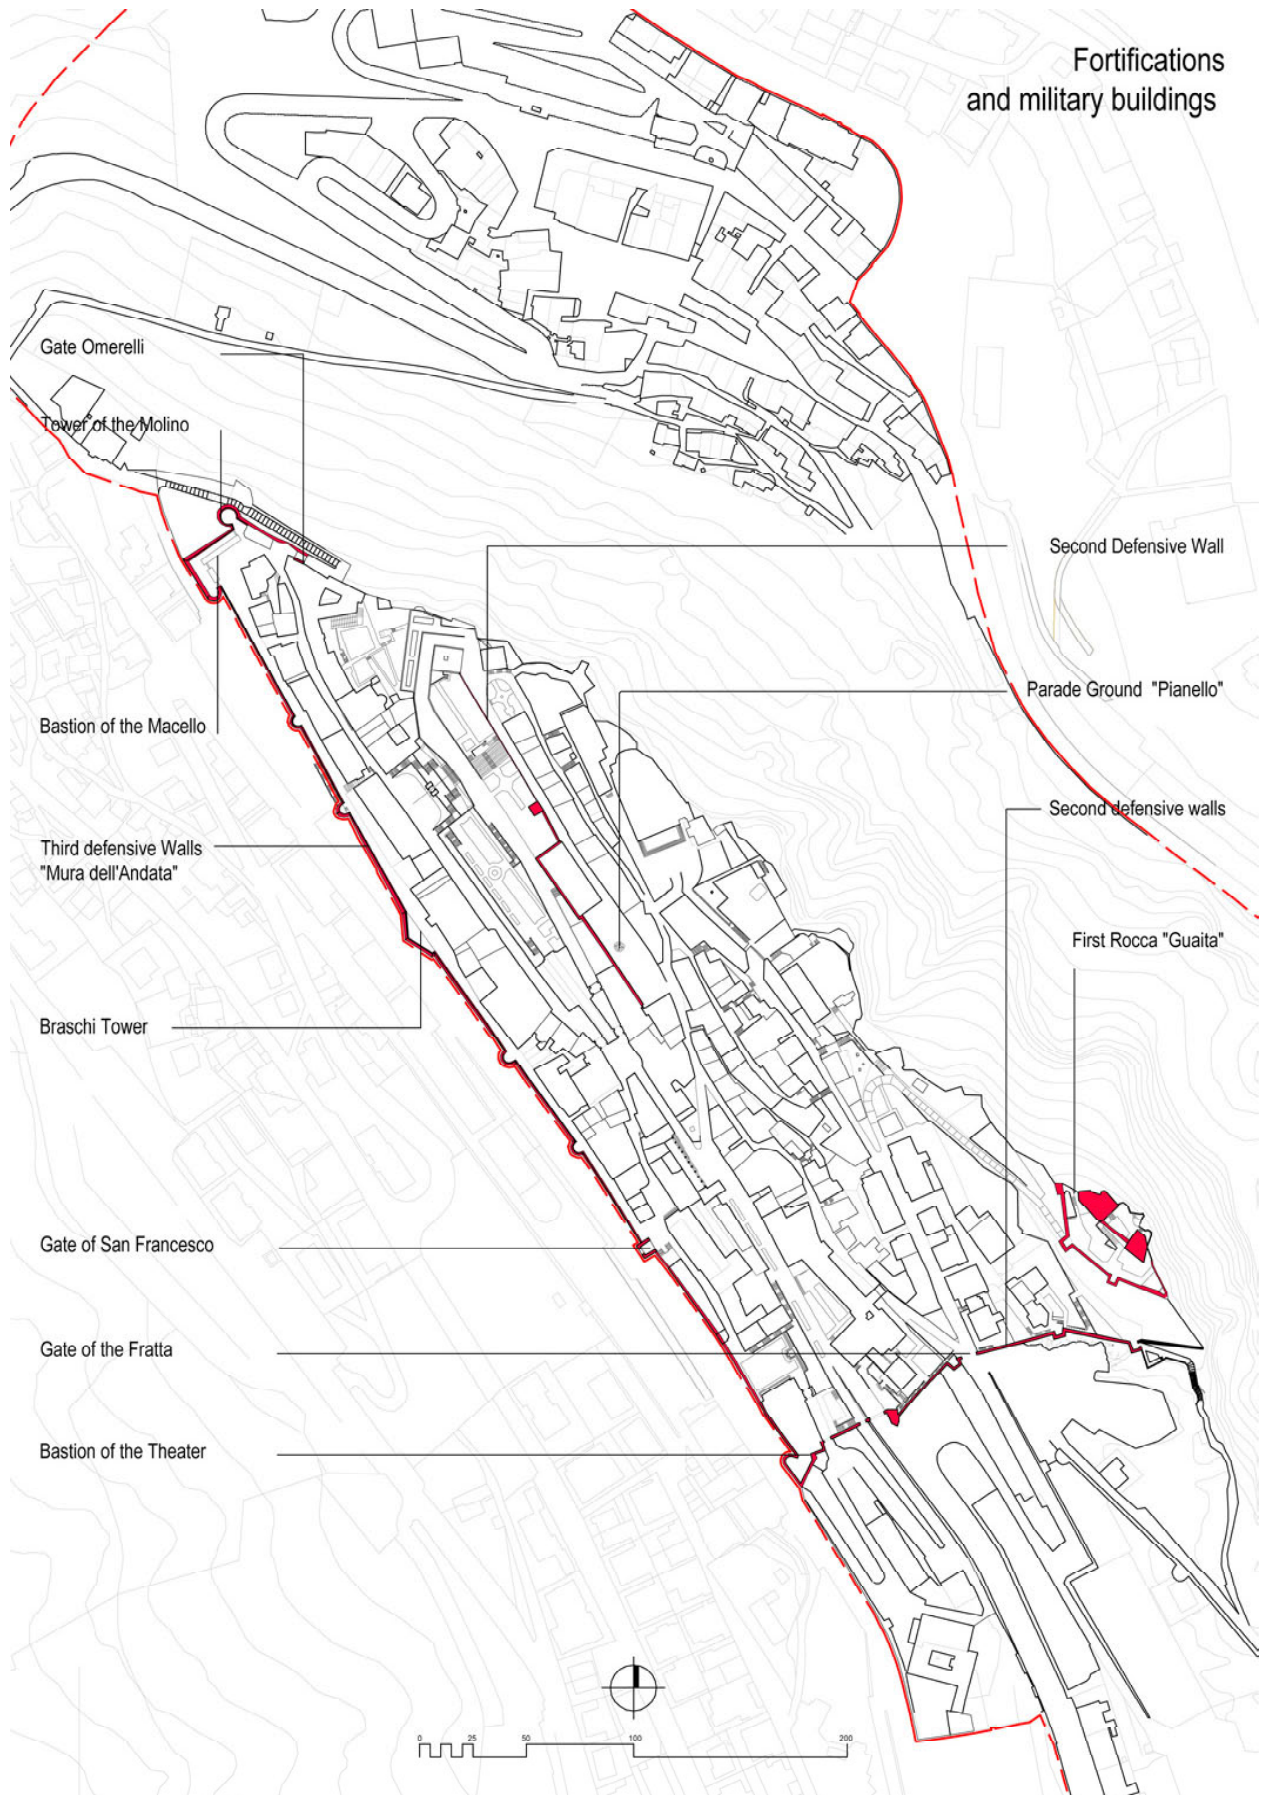 Fortifications
and military buildings
Gate Omerelli
Tower of the Molino
Second Defensive Wall
Parade Ground "Pianello"
Bastion of the Macello
Second defensive walls
Third defensive Walls
"Mura dell'Andata"
First Rocca "Guaita"
Braschi Tower
Gate of San Francesco
Gate of the Fratta
Bastion of the Theater
0 25 50 100 200